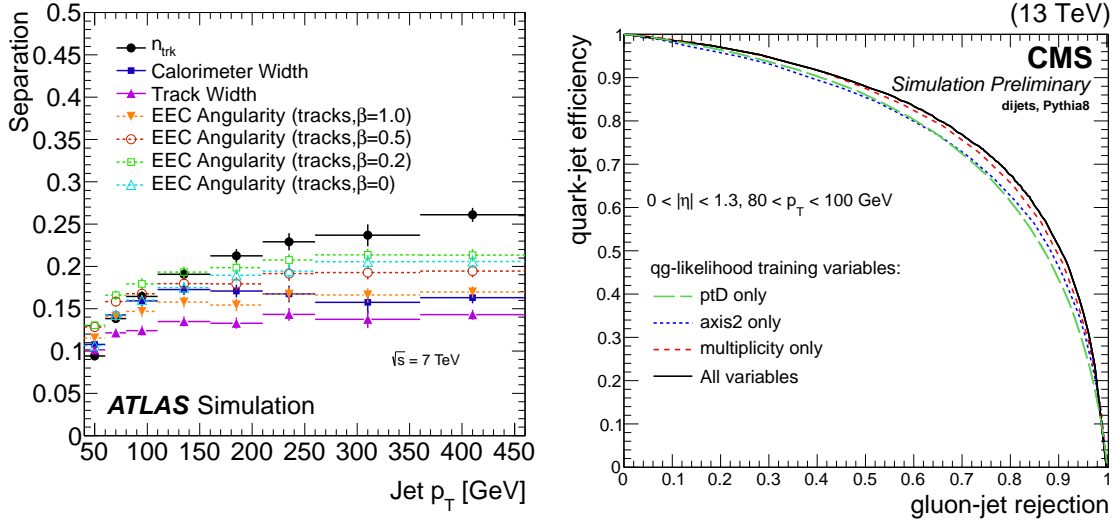 Separation
0.5
0.45
0.4
0.35
0.3
0.25
0.2
0.15
0.1
0.05
0
n_trk
Calorimeter Width
Track Width
EEC Angularity (tracks,β=1.0)
EEC Angularity (tracks,β=0.5)
EEC Angularity (tracks,β=0.2)
EEC Angularity (tracks,β=0)
√s = 7 TeV
ATLAS Simulation
50 100 150 200 250 300 350 400 450
Jet p_T [GeV]
(13 TeV)
quark-jet efficiency
1
0.9
0.8
0.7
0.6
0.5
0.4
0.3
0.2
0.1
0
CMS
Simulation Preliminary
dijets, Pythia8
0 < |η| < 1.3, 80 < p_T < 100 GeV
qg-likelihood training variables:
ptD only
axis2 only
multiplicity only
All variables
0 0.1 0.2 0.3 0.4 0.5 0.6 0.7 0.8 0.9 1
gluon-jet rejection